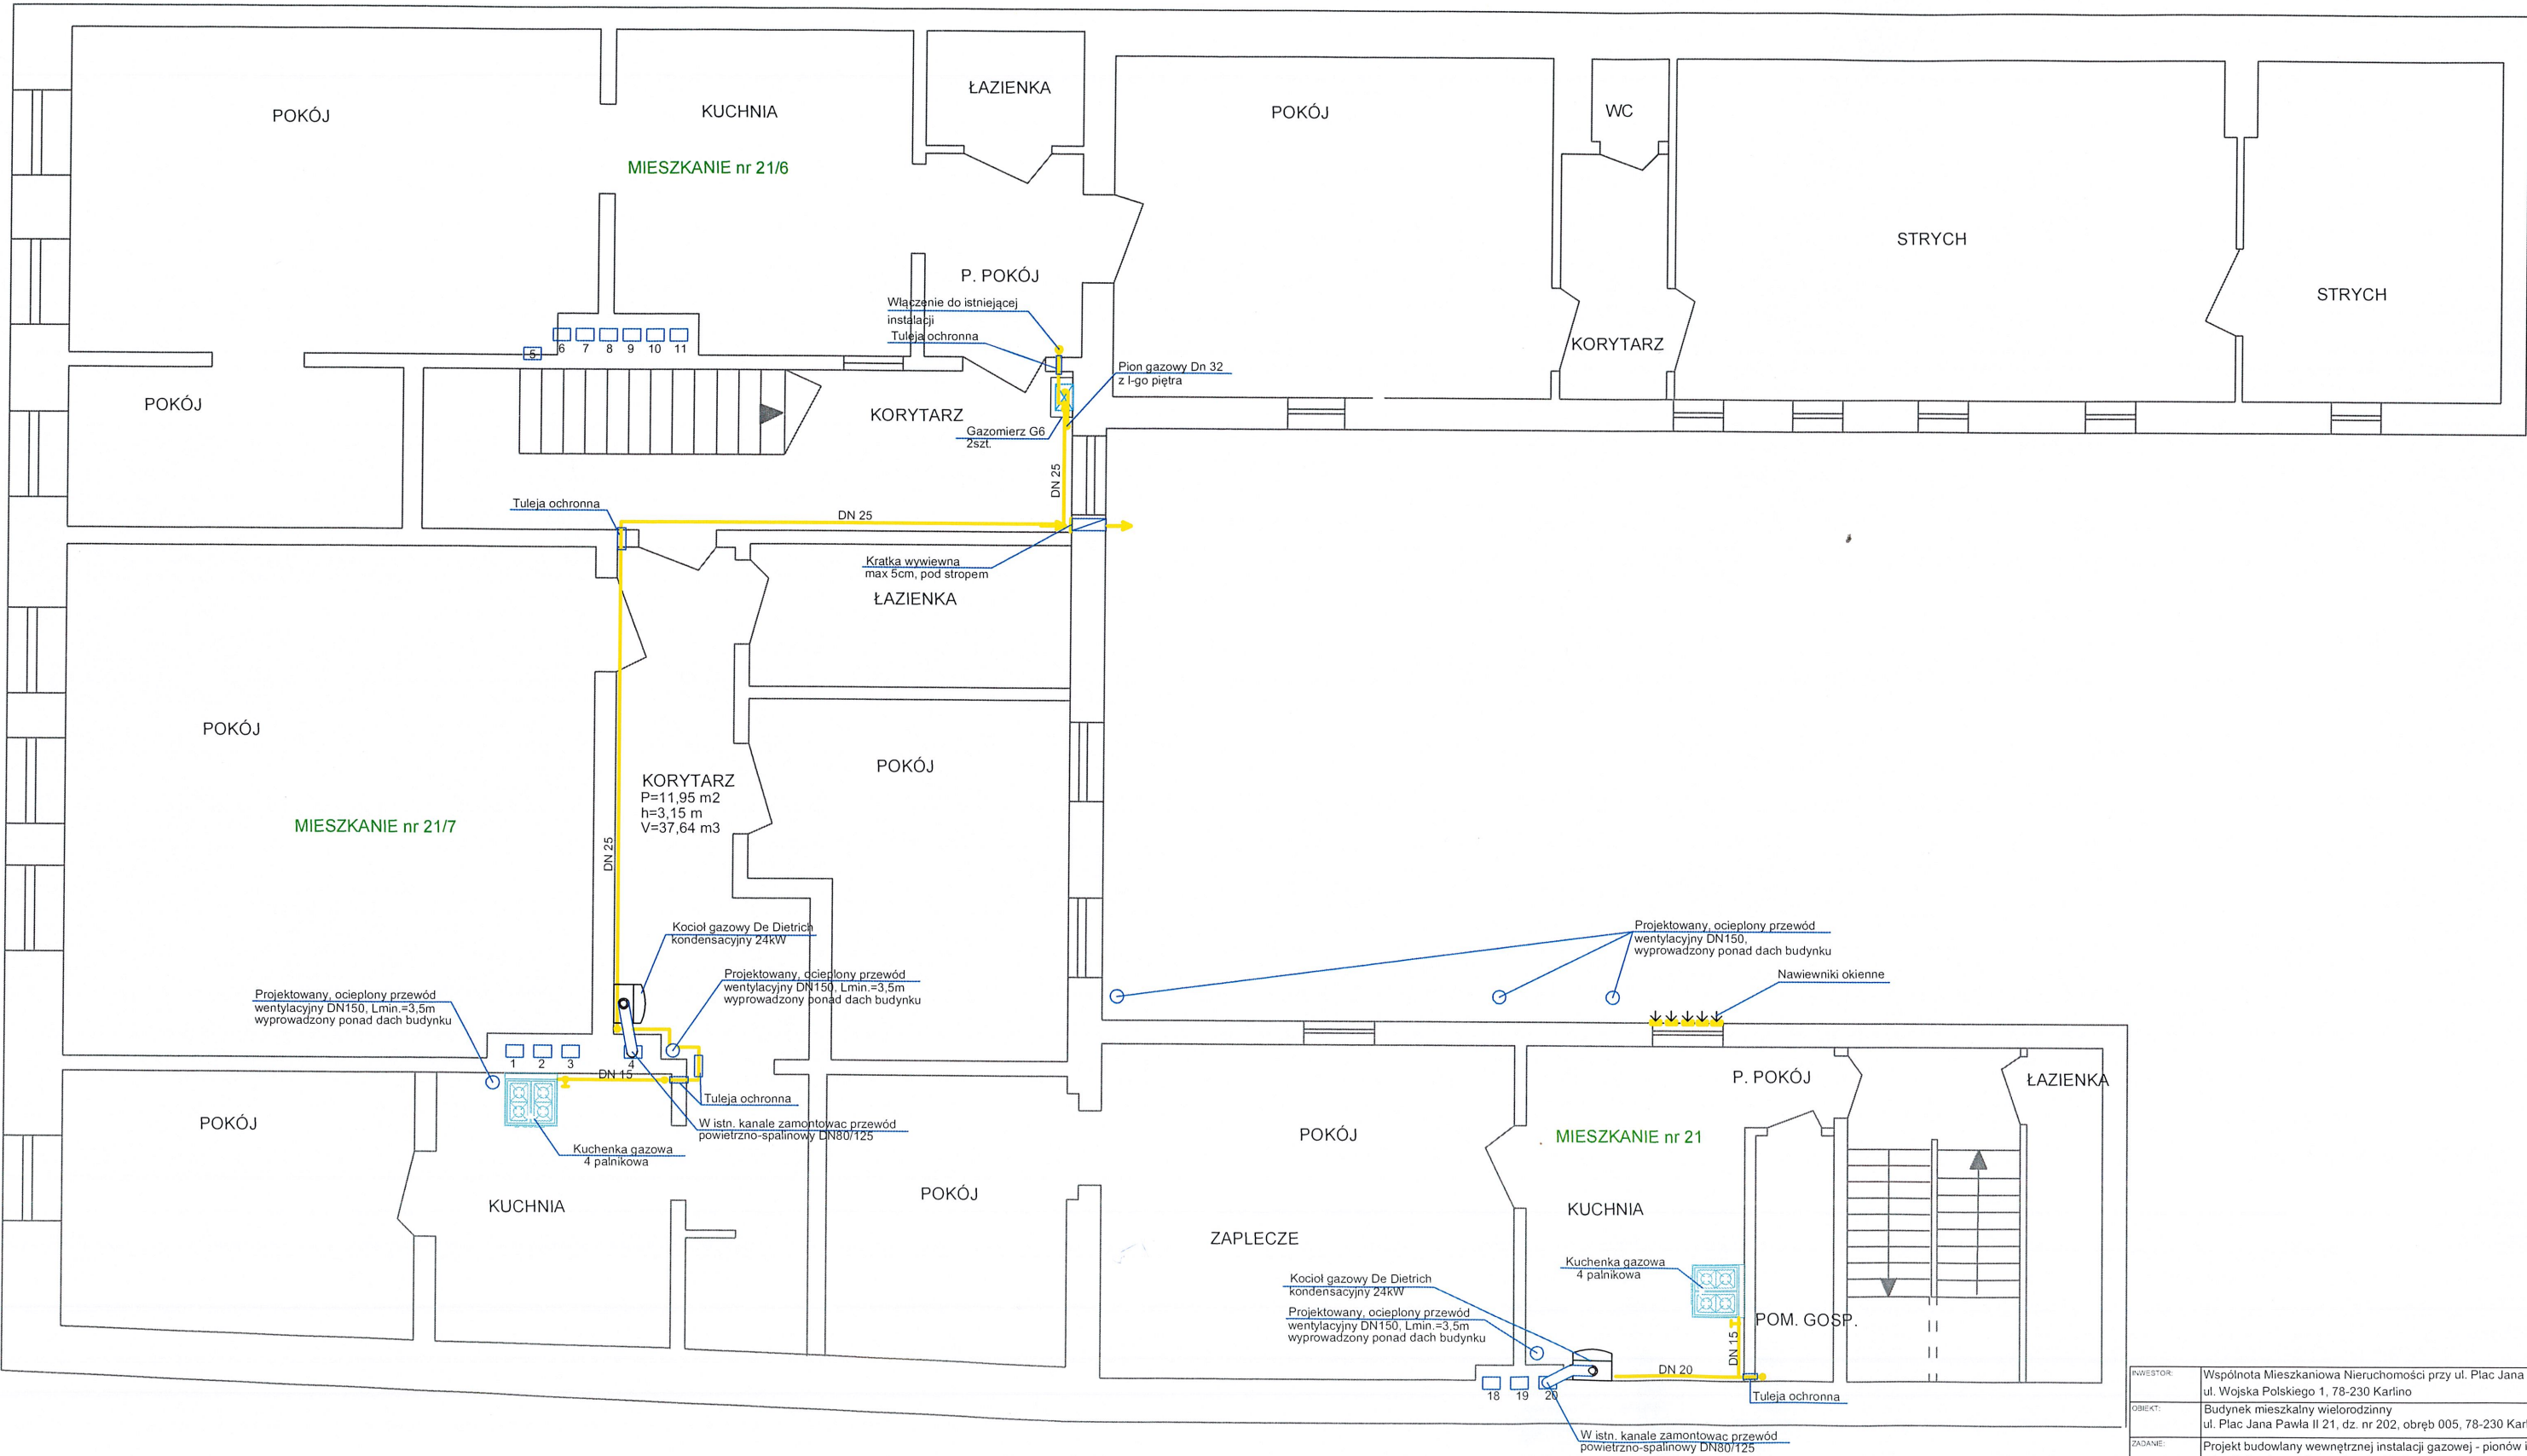 POKÓJ
KUCHNIA
ŁAZIENKA
POKÓJ
WC
MIESZKANIE nr 21/6
STRYCH
P. POKÓJ
STRYCH
Włączenie do istniejącej
instalacji
Tuleja ochronna
KORYTARZ
5
6 7 8 9 10 11
Pion gazowy Dn 32
z I-go piętra
POKÓJ
KORYTARZ
Gazomierz G6
2szt.
DN 25
Tuleja ochronna
DN 25
Kratka wywiewna
max 5cm, pod stropem
ŁAZIENKA
POKÓJ
POKÓJ
KORYTARZ
P=11,95 m2
h=3,15 m
V=37,64 m3
MIESZKANIE nr 21/7
DN 25
Kocioł gazowy De Dietrich
kondensacyjny 24kW
Projektowany, ocieplony przewód
wentylacyjny DN150,
wyprowadzony ponad dach budynku
Nawiewniki okienne
Projektowany, ocieplony przewód
wentylacyjny DN150, Lmin.=3,5m
wyprowadzony ponad dach budynku
Projektowany, ocieplony przewód
wentylacyjny DN150, Lmin.=3,5m
wyprowadzony ponad dach budynku
1 2 3 4
DN 15
P. POKÓJ
ŁAZIENKA
Tuleja ochronna
POKÓJ
W istn. kanale zamontowac przewód
powietrzno-spalinowy DN80/125
POKÓJ
MIESZKANIE nr 21
Kuchenka gazowa
4 palnikowa
POKÓJ
KUCHNIA
KUCHNIA
ZAPLECZE
Kuchenka gazowa
4 palnikowa
Kocioł gazowy De Dietrich
kondensacyjny 24kW
Projektowany, ocieplony przewód
wentylacyjny DN150, Lmin.=3,5m
wyprowadzony ponad dach budynku
POM. GOSP.
DN 15
DN 20
18 19 20
Tuleja ochronna
W istn. kanale zamontowac przewód
powietrzno-spalinowy DN80/125
INWESTOR:
Wspólnota Mieszkaniowa Nieruchomości przy ul. Plac Jana
ul. Wojska Polskiego 1, 78-230 Karlino
OBIEKT:
Budynek mieszkalny wielorodzinny
ul. Plac Jana Pawła II 21, dz. nr 202, obręb 005, 78-230 Kar
ZADANIE:
Projekt budowlany wewnętrznej instalacji gazowej - pionów i